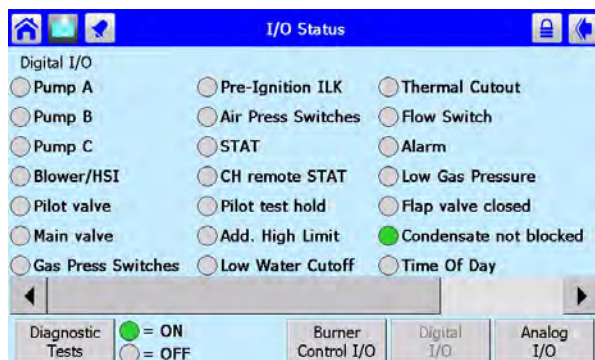 I/O Status
Digital I/O
Pump A Pre-Ignition ILK Thermal Cutout
Pump B Air Press Switches Flow Switch
Pump C STAT Alarm
Blower/HSI CH remote STAT Low Gas Pressure
Pilot valve Pilot test hold Flap valve closed
Main valve Add. High Limit Condensate not blocked
Gas Press Switches Low Water Cutoff Time Of Day
Diagnostic = ON Burner Digital Analog
Tests = OFF Control I/O I/O I/O